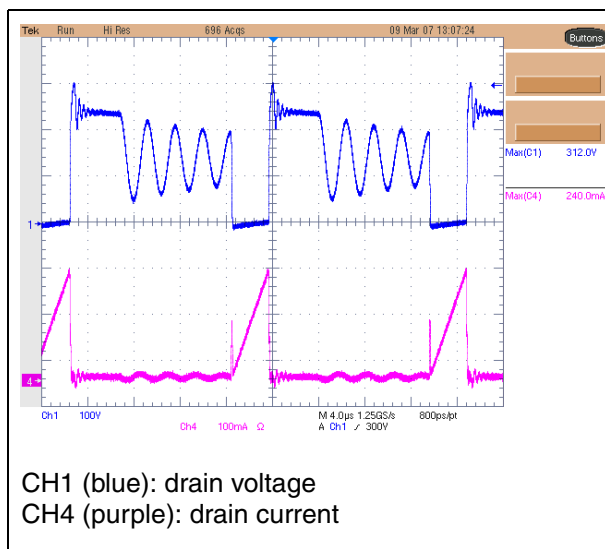 Tek Run Hi Res 696 Acqs 09 Mar 07 13:07:24
Buttons
Max(C1) 312.0V
Max(C4) 240.0mA
1
4
Ch1 100V M 4.0µs 1.25GS/s 800ps/pt
Ch4 100mA Ω A Ch1 ∕ 300V
CH1 (blue): drain voltage
CH4 (purple): drain current